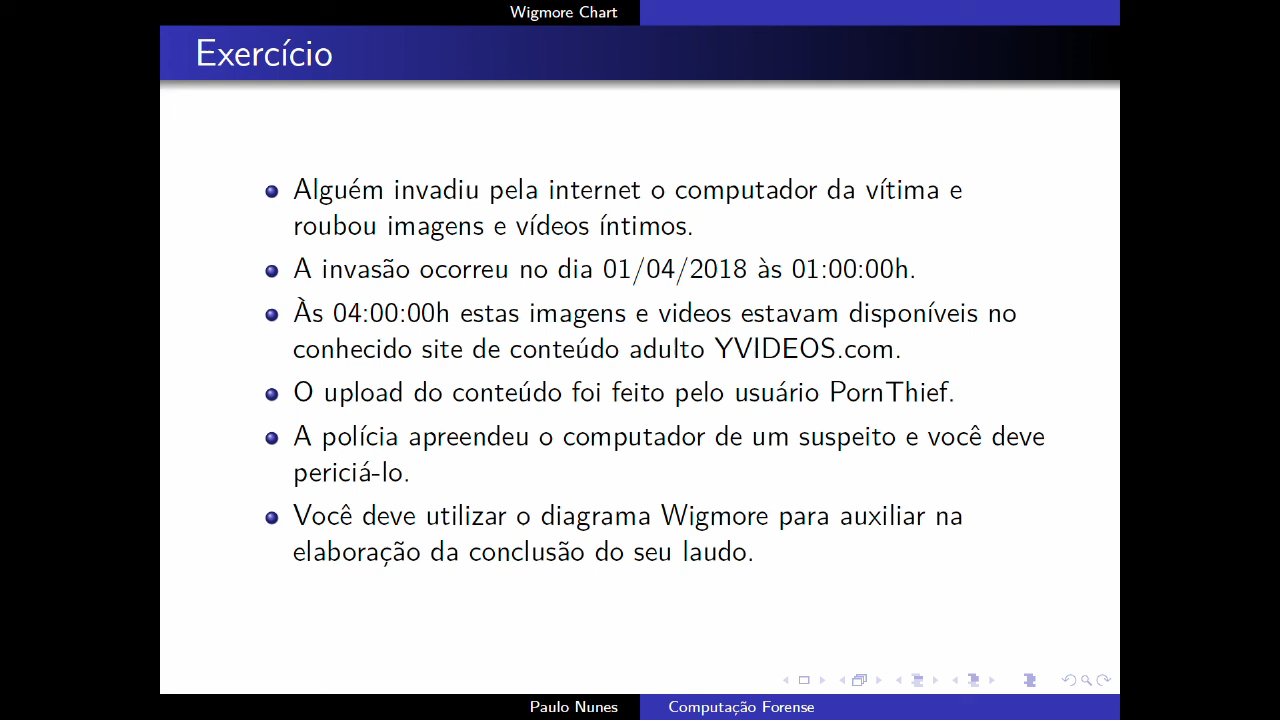 Wigmore Chart
Exercício
Alguém invadiu pela internet o computador da vítima e
roubou imagens e vídeos íntimos.
A invasão ocorreu no dia 01/04/2018 às 01:00:00h.
Às 04:00:00h estas imagens e videos estavam disponíveis no
conhecido site de conteúdo adulto YVIDEOS.com.
O upload do conteúdo foi feito pelo usuário PornThief.
A polícia apreendeu o computador de um suspeito e você deve
periciá-lo.
Você deve utilizar o diagrama Wigmore para auxiliar na
elaboração da conclusão do seu laudo.
Paulo Nunes
Computação Forense